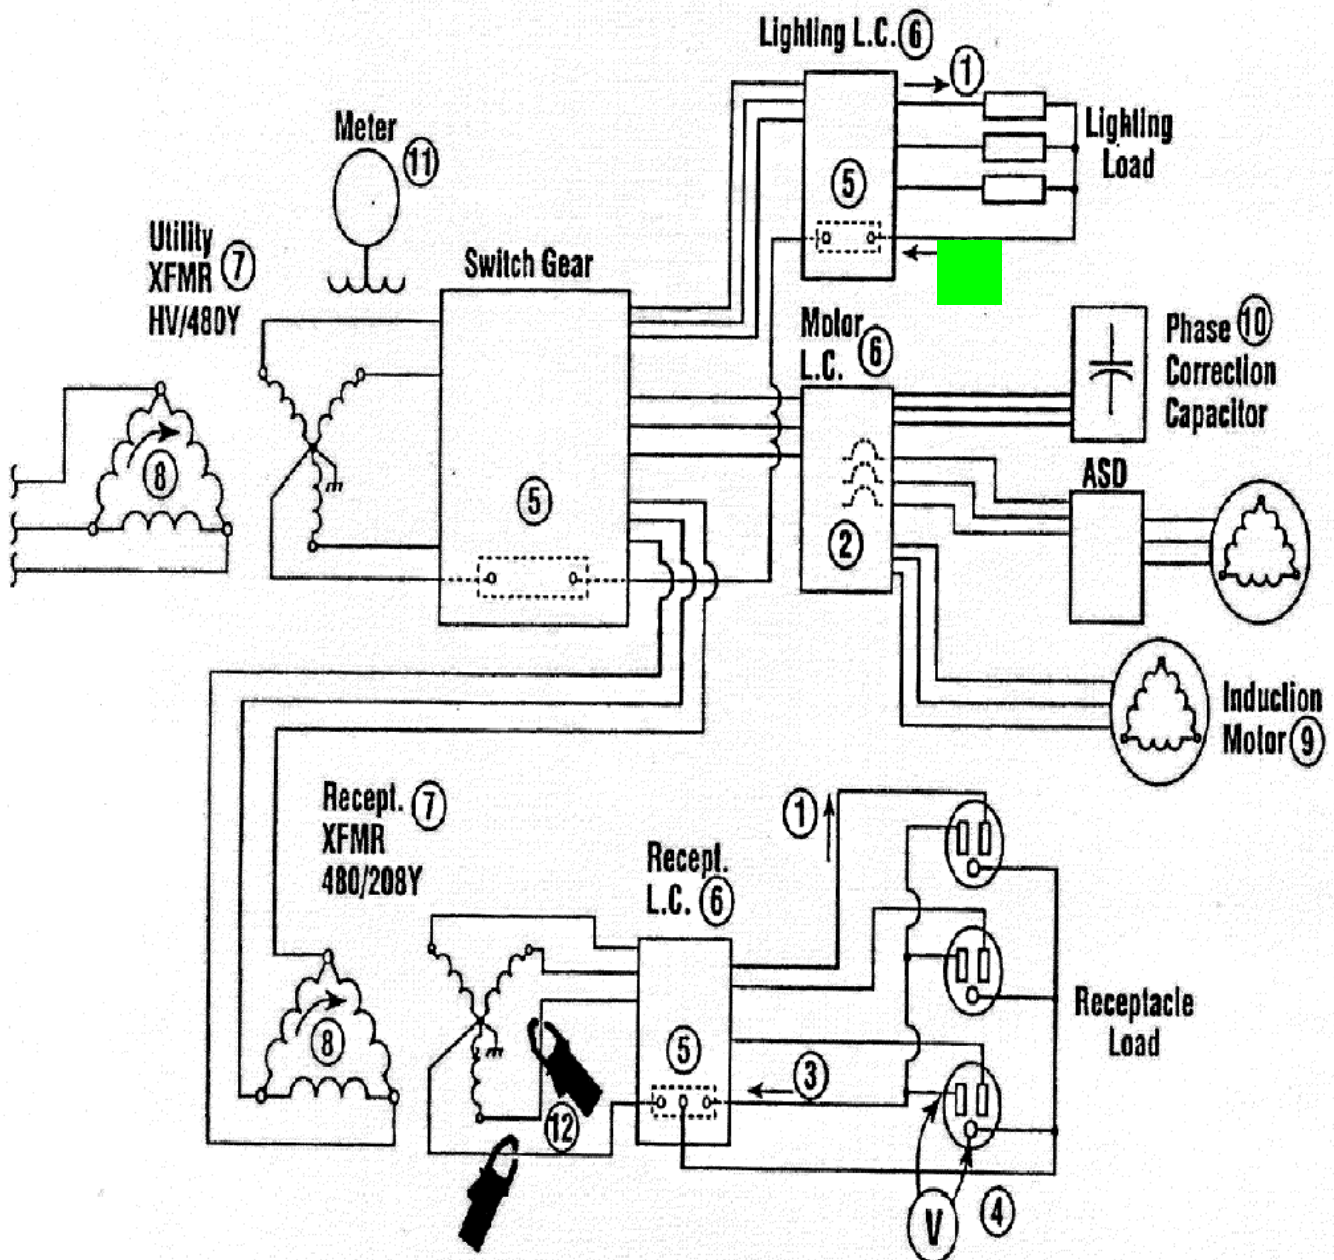 Lighting L.C. 6
1
Lighting
Load
5
Meter
11
Utility
XFMR
HV/480Y
7
Switch Gear
5
8
Motor
L.C.
6
2
Phase 10
Correction
Capacitor
ASD
Induction
Motor 9
Recept.
XFMR
480/208Y
7
8
Recept.
L.C. 6
1
5
3
12
Receptacle
Load
V
4